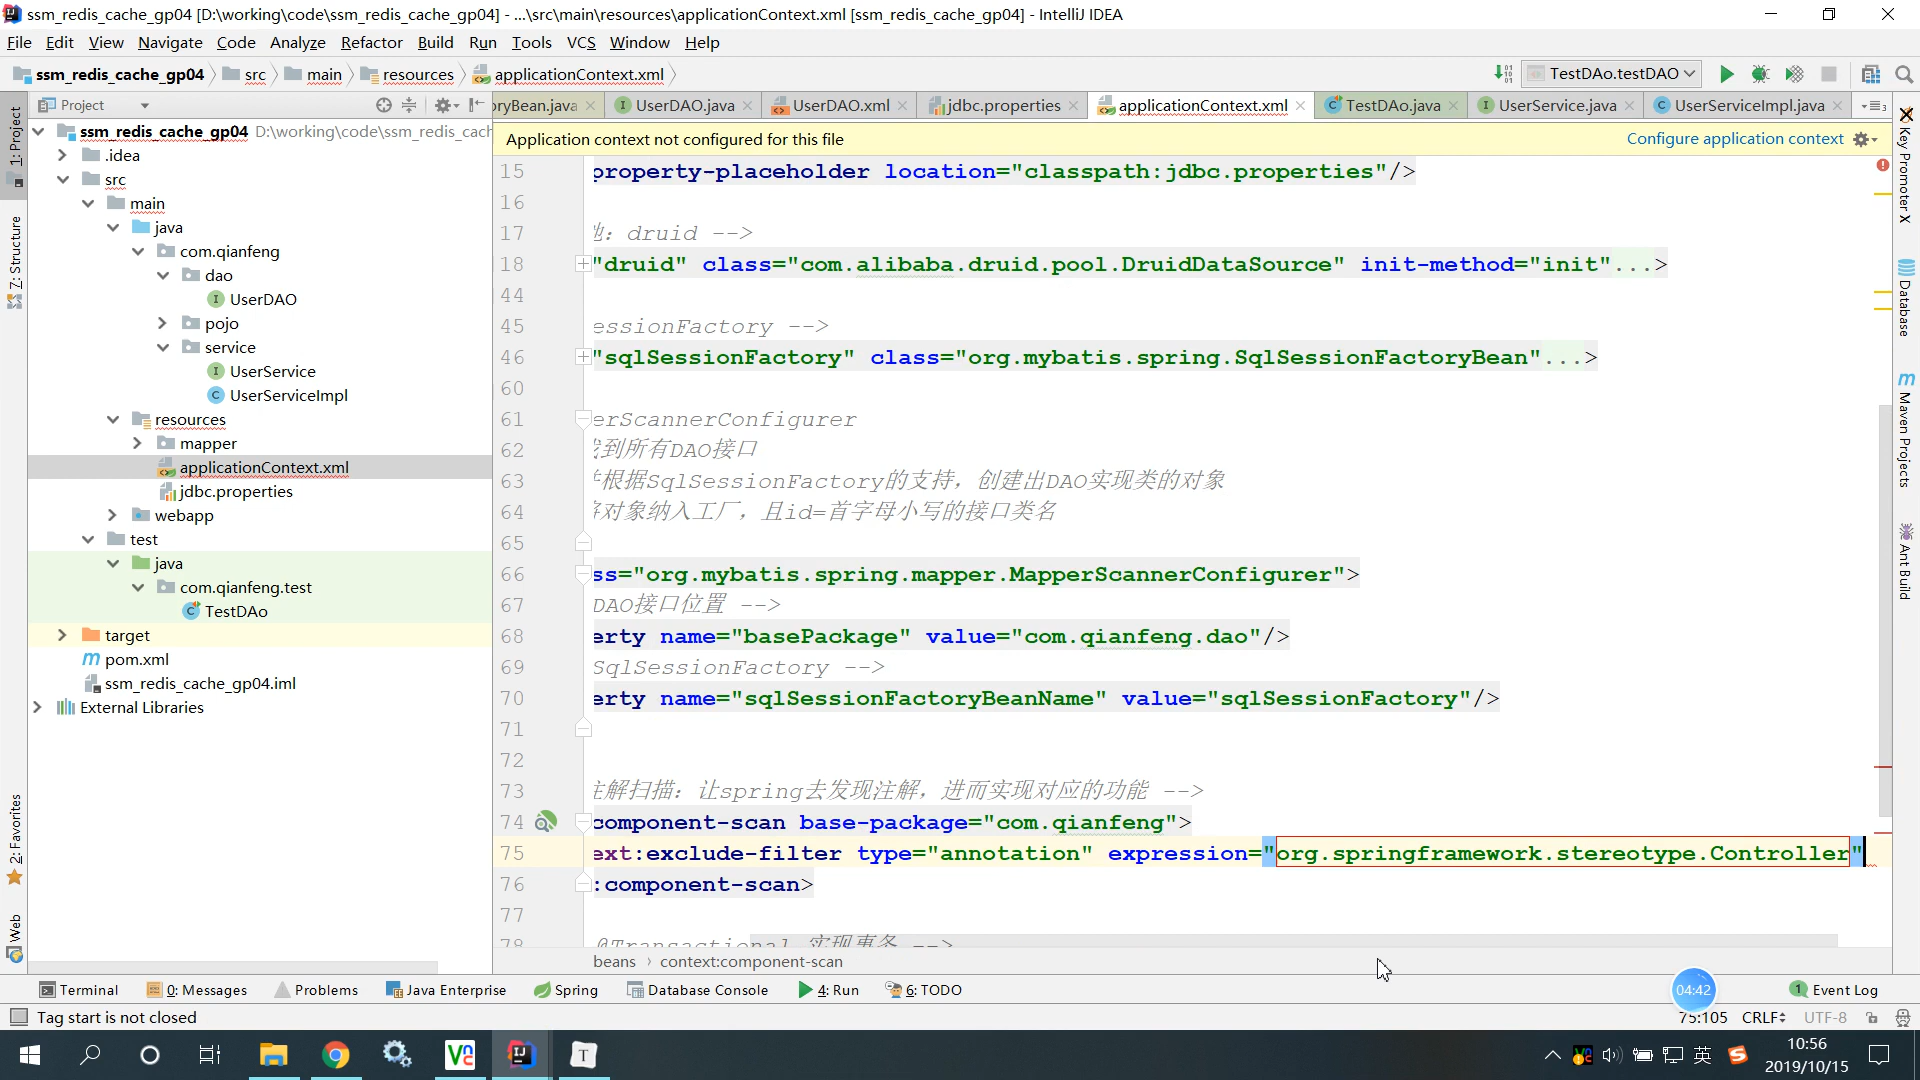 ssm_redis_cache_gp04 [D:\working\code\ssm_redis_cache_gp04] - ...\src\main\resources\applicationContext.xml [ssm_redis_cache_gp04] - IntelliJ IDEA
File Edit View Navigate Code Analyze Refactor Build Run Tools VCS Window Help
ssm_redis_cache_gp04 src main resources applicationContext.xml TestDAo.testDAO
Project
oryBean.java UserDAO.java UserDAO.xml jdbc.properties applicationContext.xml TestDAo.java UserService.java UserServiceImpl.java
Application context not configured for this file Configure application context
ssm_redis_cache_gp04 D:\working\code\ssm_redis_cach
.idea
src
main
java
com.qianfeng
dao
UserDAO
pojo
service
UserService
UserServiceImpl
resources
mapper
applicationContext.xml
jdbc.properties
webapp
test
java
com.qianfeng.test
TestDAo
target
pom.xml
ssm_redis_cache_gp04.iml
External Libraries
15 property-placeholder location="classpath:jdbc.properties"/>
16
17 池: druid -->
18 "druid" class="com.alibaba.druid.pool.DruidDataSource" init-method="init"...>
44
45 essionFactory -->
46 "sqlSessionFactory" class="org.mybatis.spring.SqlSessionFactoryBean"...>
60
61 erScannerConfigurer
62 找到所有DAO接口
63 并根据SqlSessionFactory的支持，创建出DAO实现类的对象
64 将对象纳入工厂，且id=首字母小写的接口类名
65
66 ss="org.mybatis.spring.mapper.MapperScannerConfigurer">
67 DAO接口位置 -->
68 erty name="basePackage" value="com.qianfeng.dao"/>
69 SqlSessionFactory -->
70 erty name="sqlSessionFactoryBeanName" value="sqlSessionFactory"/>
71
72
73 注解扫描：让spring去发现注解，进而实现对应的功能 -->
74 component-scan base-package="com.qianfeng">
75 ext:exclude-filter type="annotation" expression="org.springframework.stereotype.Controller"
76 :component-scan>
77
78 @Transactional 实现事务 -->
beans › context:component-scan
1: Project
7: Structure
2: Favorites
Web
Key Promoter X
Database
Maven Projects
Ant Build
Terminal 0: Messages Problems Java Enterprise Spring Database Console 4: Run 6: TODO 04:42 1 Event Log
Tag start is not closed 75:105 CRLF UTF-8
英 10:56
2019/10/15